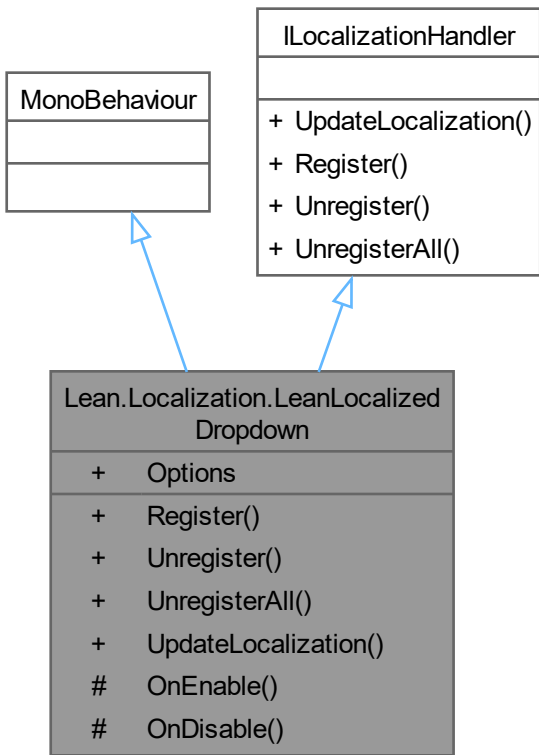 ILocalizationHandler
+ UpdateLocalization()
+ Register()
+ Unregister()
+ UnregisterAll()
MonoBehaviour
Lean.Localization.LeanLocalized
Dropdown
+ Options
+ Register()
+ Unregister()
+ UnregisterAll()
+ UpdateLocalization()
# OnEnable()
# OnDisable()